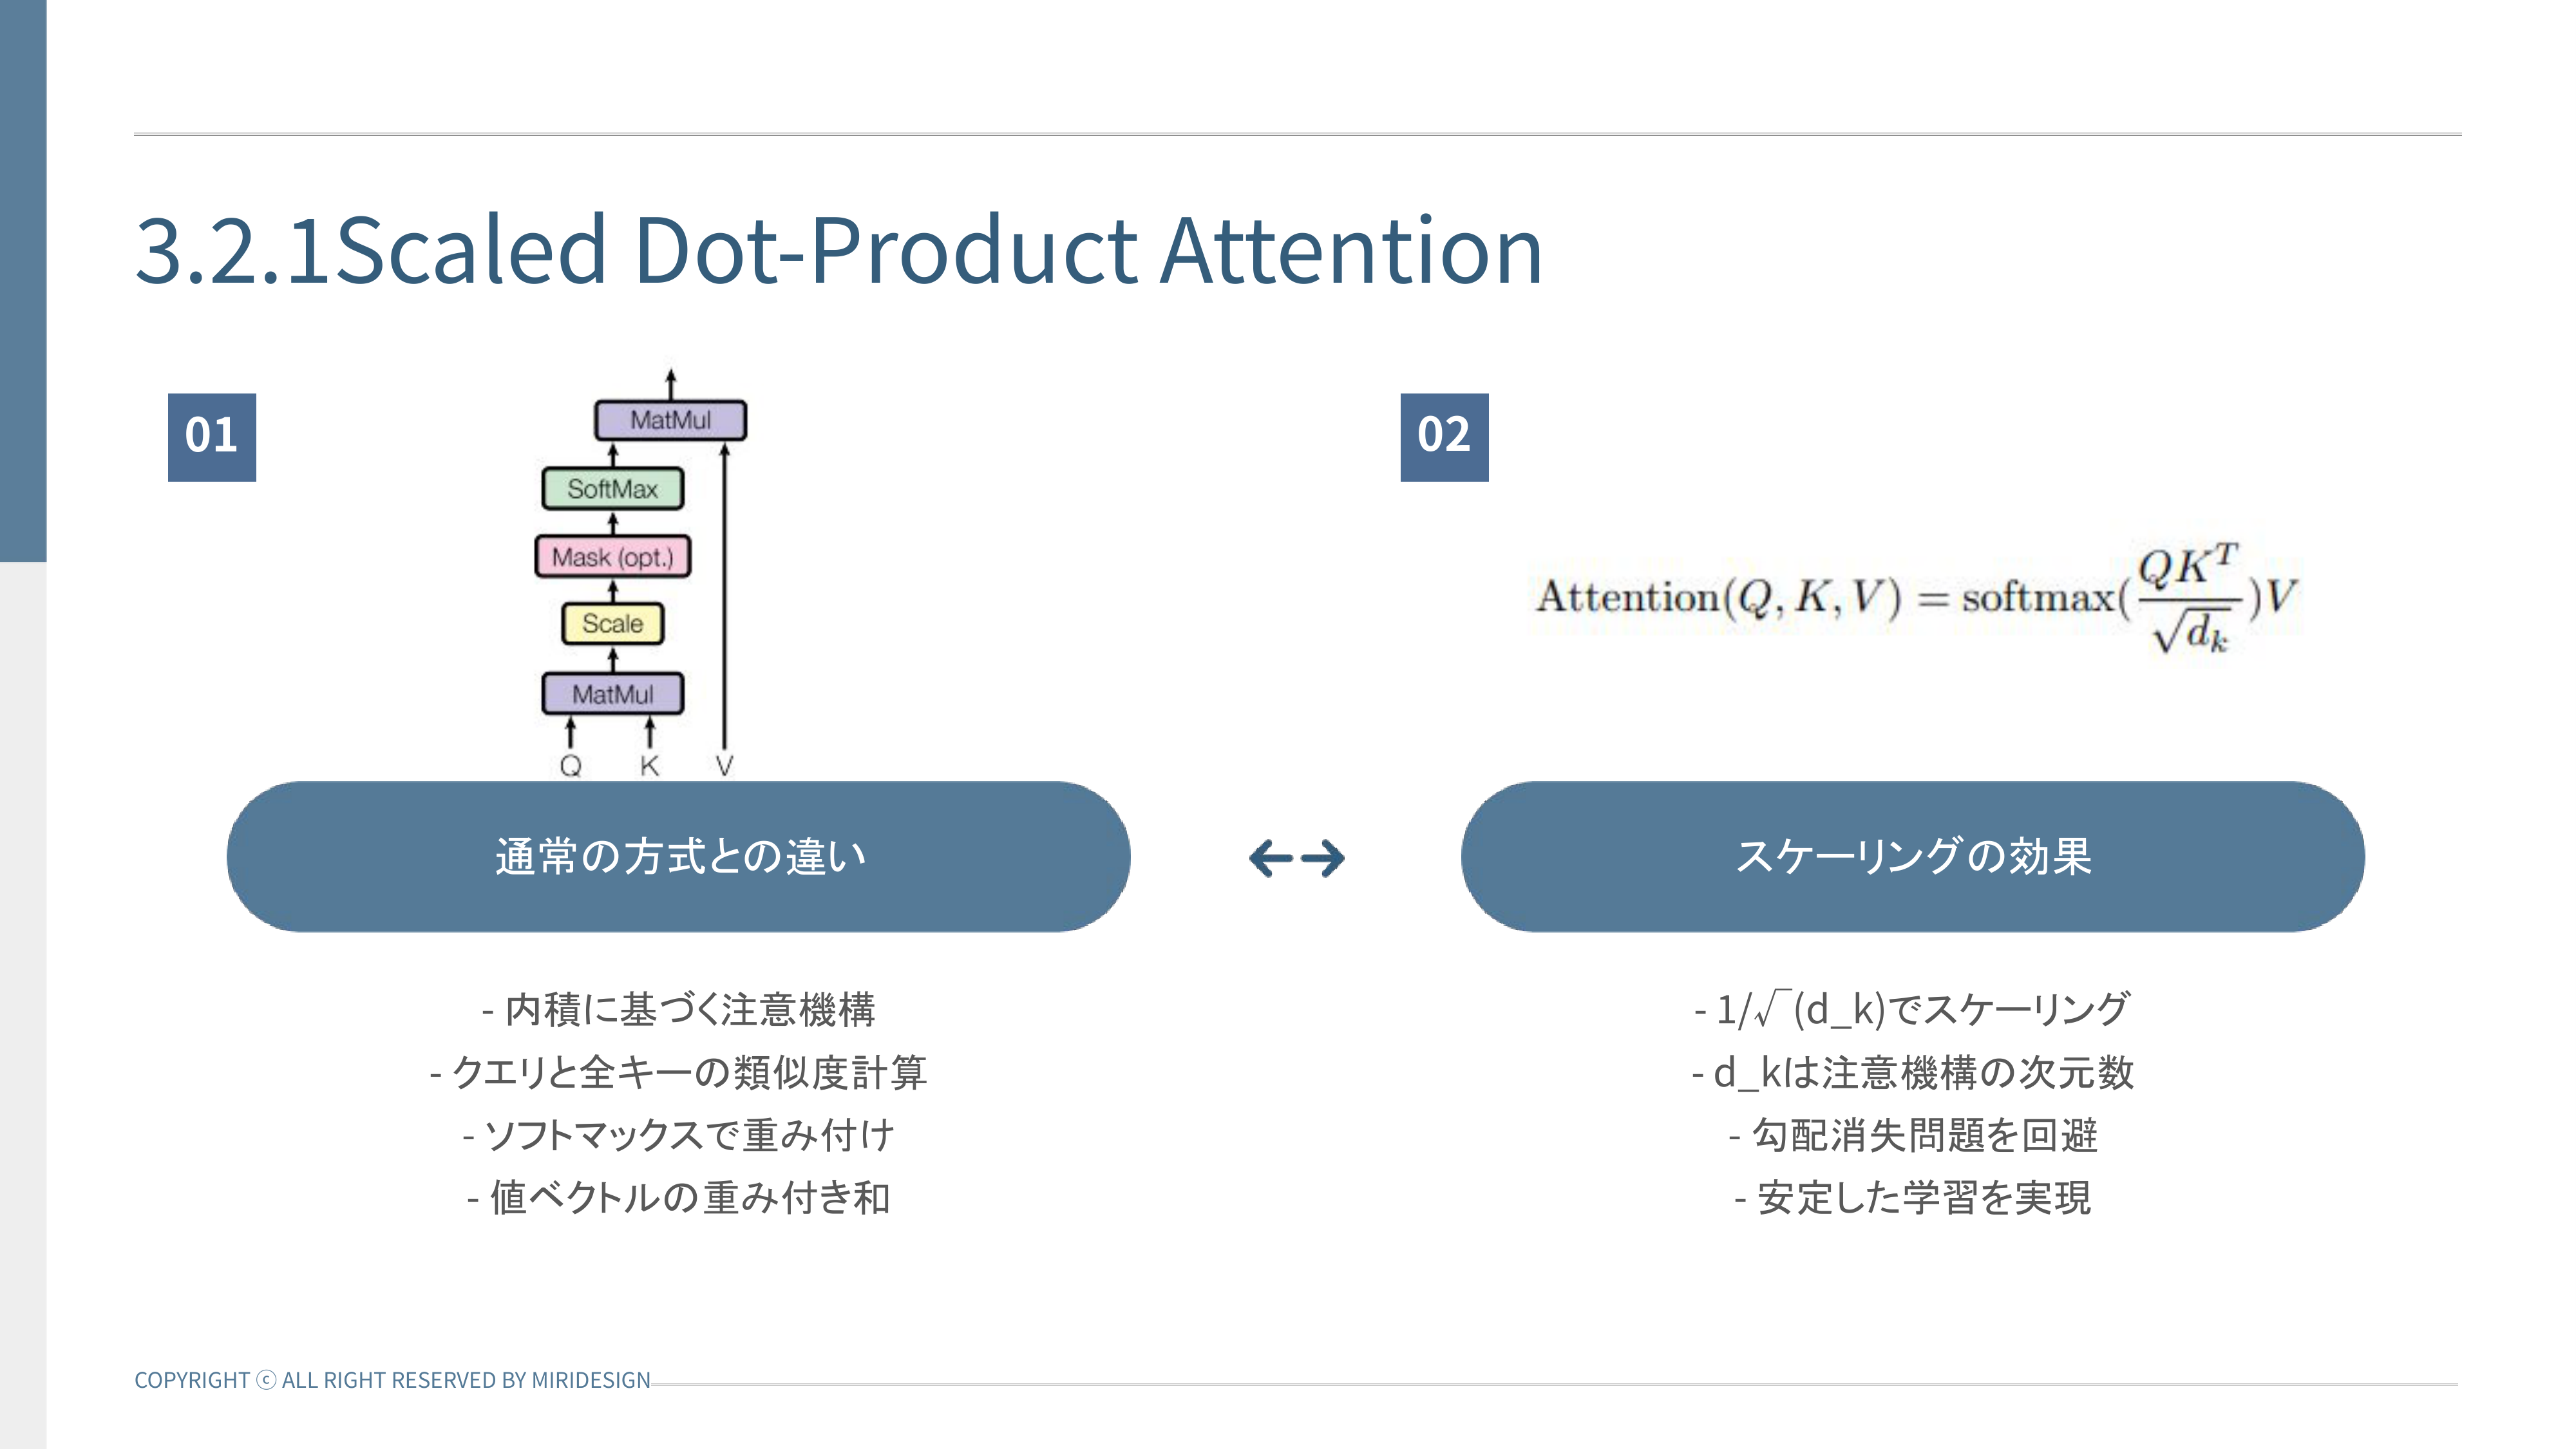 3.2.1Scaled Dot-Product Attention
01
MatMul
SoftMax
Mask (opt.)
Scale
MatMul
Q K V
通常の方式との違い
- 内積に基づく注意機構
- クエリと全キーの類似度計算
- ソフトマックスで重み付け
- 値ベクトルの重み付き和
02
Attention(Q, K, V) = softmax(\frac{QK^T}{\sqrt{d_k}})V
スケーリングの効果
- 1/√(d_k)でスケーリング
- d_kは注意機構の次元数
- 勾配消失問題を回避
- 安定した学習を実現
COPYRIGHT ⓒ ALL RIGHT RESERVED BY MIRIDESIGN